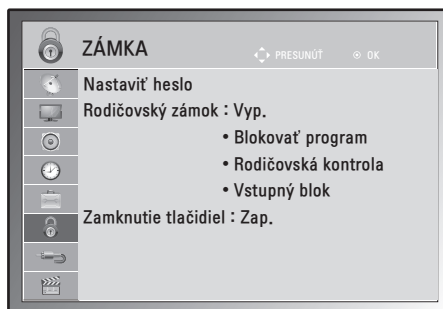 ZÁMKA
PRESUNÚŤ OK
Nastaviť heslo
Rodičovský zámok : Vyp.
• Blokovať program
• Rodičovská kontrola
• Vstupný blok
Zamknutie tlačidiel : Zap.